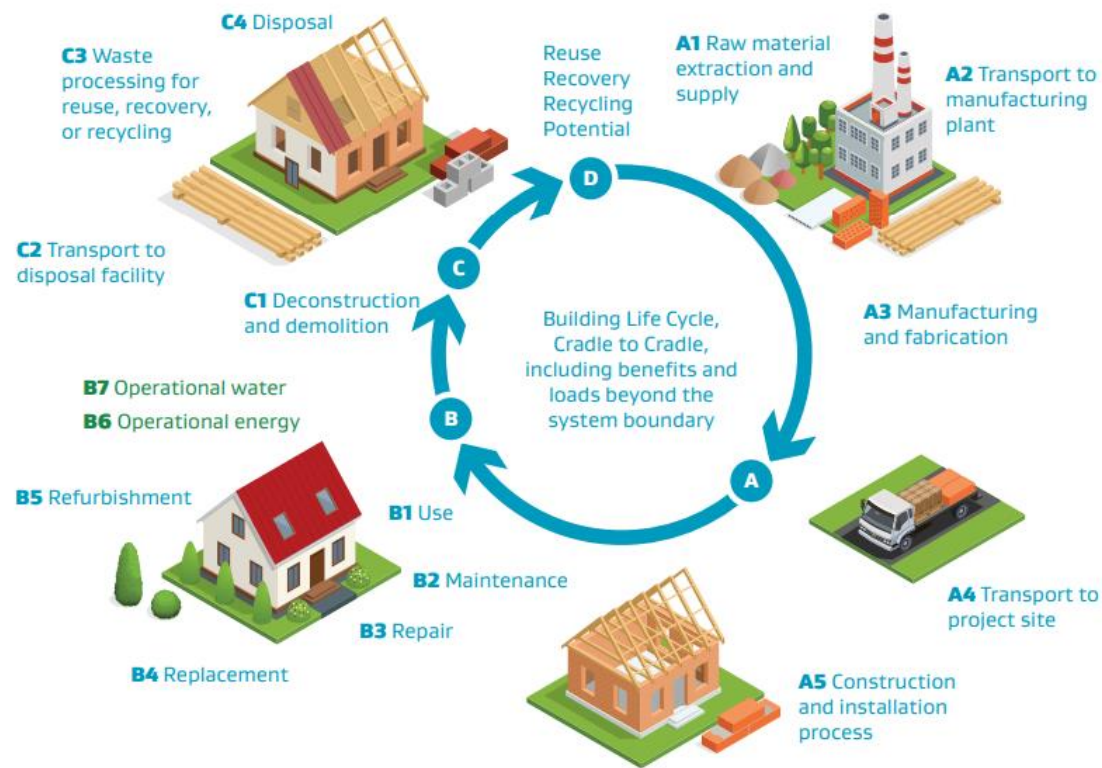 C4 Disposal
C3 Waste
processing for
reuse, recovery,
or recycling
Reuse
Recovery
Recycling
Potential
A1 Raw material
extraction and
supply
A2 Transport to
manufacturing
plant
D
C2 Transport to
disposal facility
C
C1 Deconstruction
and demolition
Building Life Cycle,
Cradle to Cradle,
including benefits and
loads beyond the
system boundary
A3 Manufacturing
and fabrication
B7 Operational water
B6 Operational energy
B
A
B5 Refurbishment
B1 Use
B2 Maintenance
B3 Repair
B4 Replacement
A4 Transport to
project site
A5 Construction
and installation
process